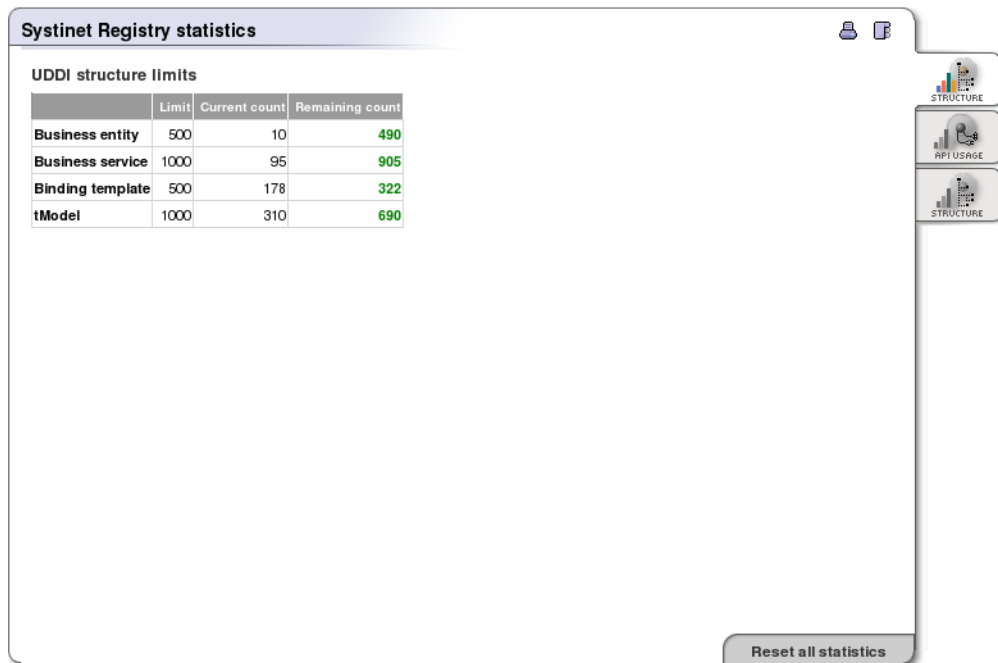 Systinet Registry statistics
UDDI structure limits
Limit Current count Remaining count
Business entity 500 10 490
Business service 1000 95 905
Binding template 500 178 322
tModel 1000 310 690
STRUCTURE
API USAGE
STRUCTURE
Reset all statistics